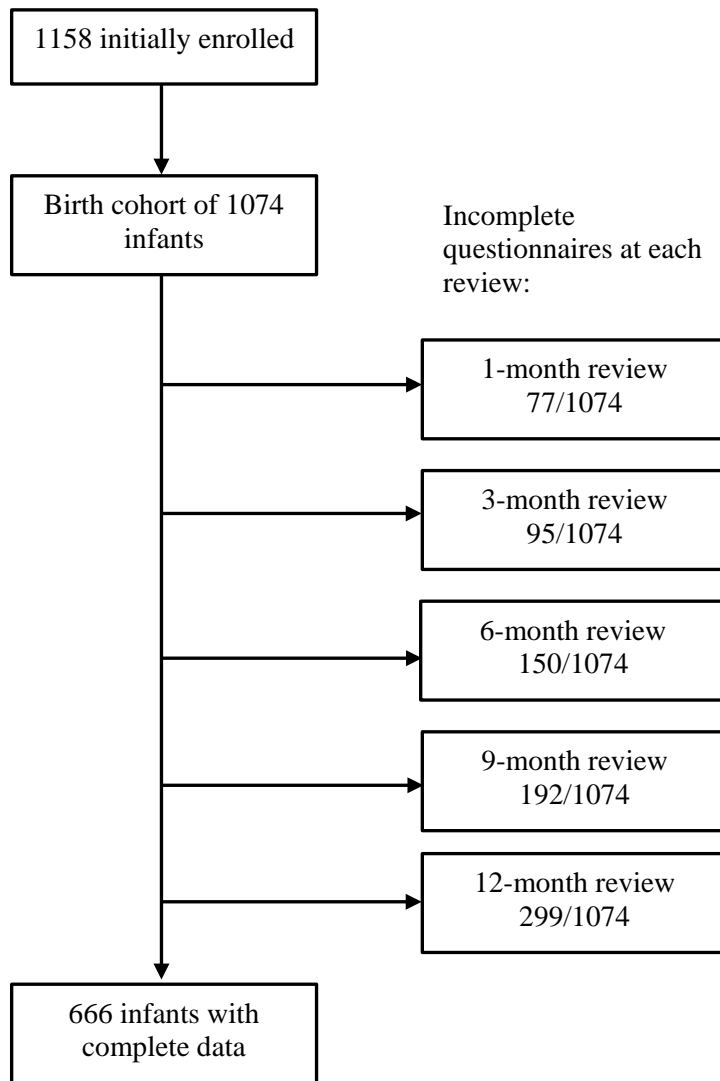 1158 initially enrolled
Birth cohort of 1074
infants
Incomplete
questionnaires at each
review:
1-month review
77/1074
3-month review
95/1074
6-month review
150/1074
9-month review
192/1074
12-month review
299/1074
666 infants with
complete data